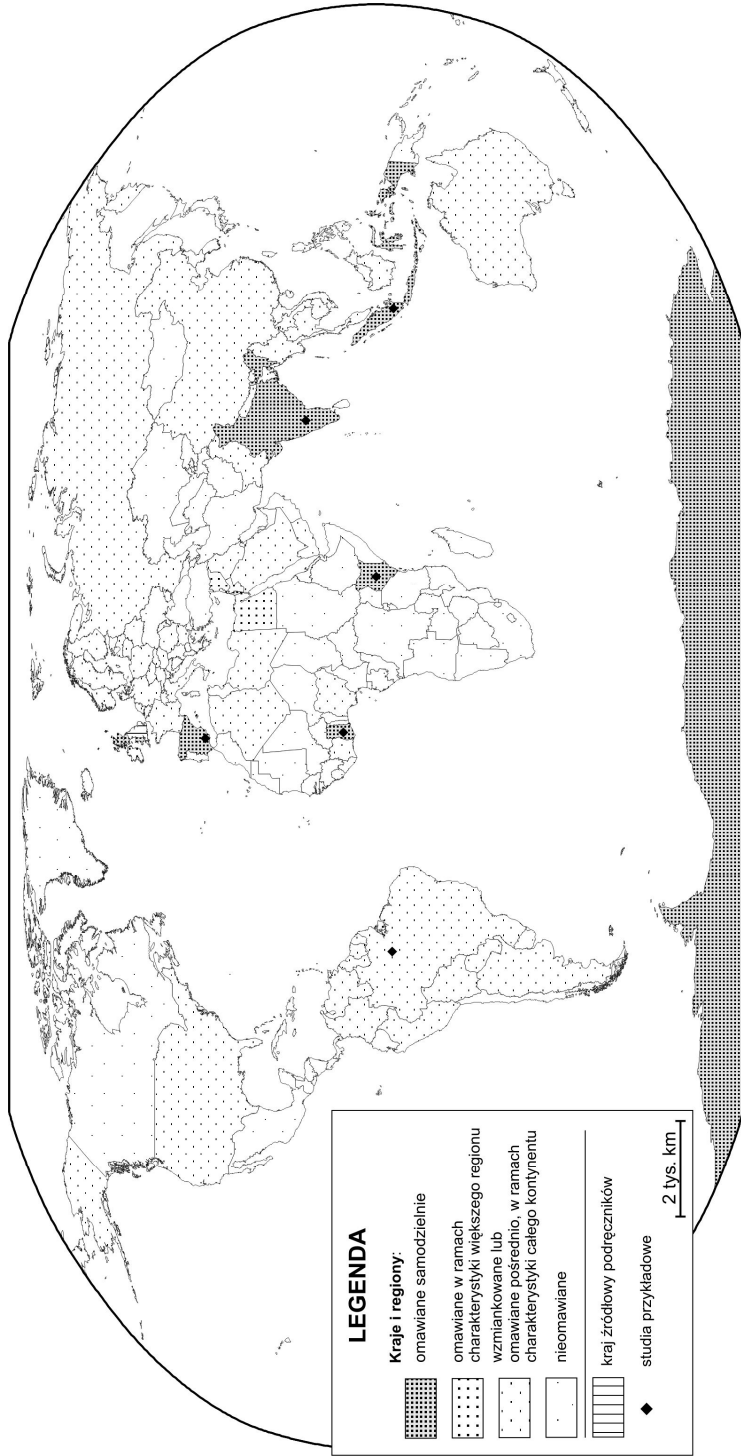 LEGENDA
Kraje i regiony:
omawiane samodzielnie
omawiane w ramach
charakterystyki większego regionu
wzmiankowane lub
omawiane pośrednio, w ramach
charakterystyki całego kontynentu
nieomawiane
kraj źródłowy podręczników
studia przykładowe
2 tys. km